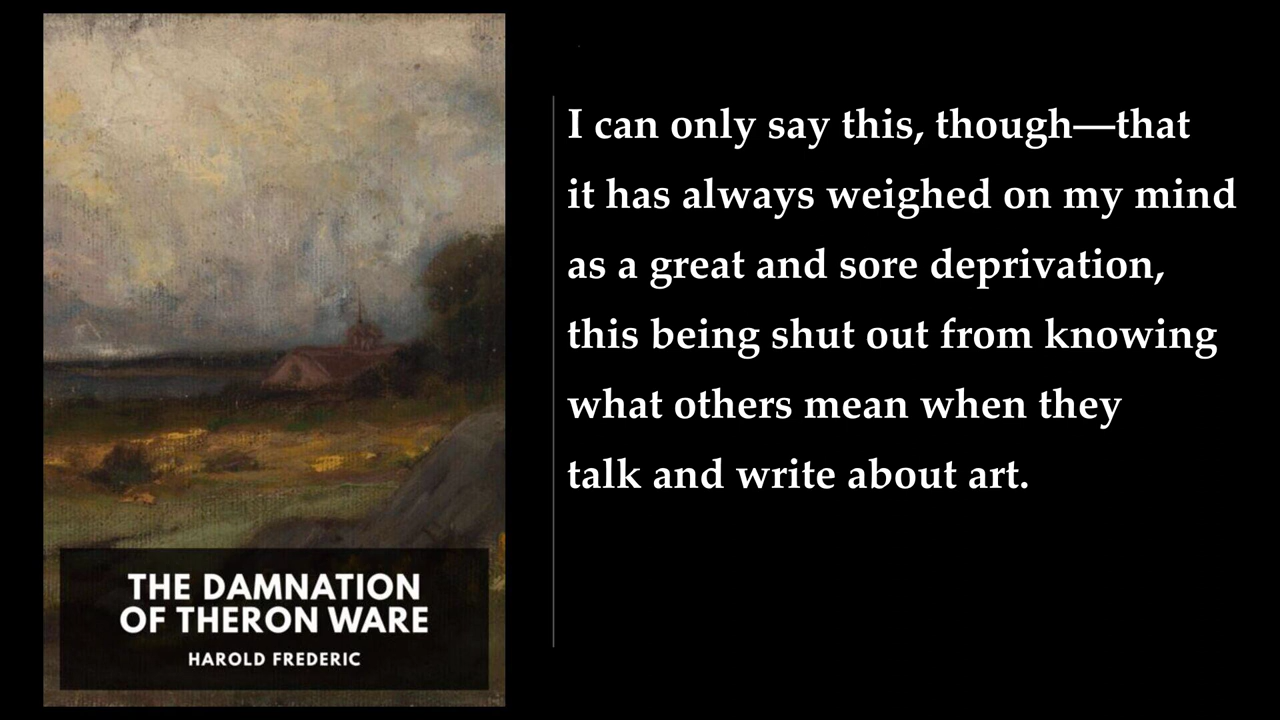 THE DAMNATION
OF THERON WARE
HAROLD FREDERIC
I can only say this, though—that
it has always weighed on my mind
as a great and sore deprivation,
this being shut out from knowing
what others mean when they
talk and write about art.